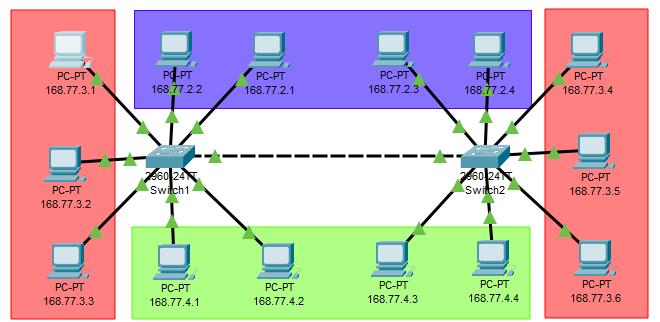 PC-PT
168.77.3.1
PC-PT
168.77.2.2
PC-PT
168.77.2.1
PC-PT
168.77.2.3
PC-PT
168.77.2.4
PC-PT
168.77.3.4
PC-PT
168.77.3.2
2960-24TT
Switch1
2960-24TT
Switch2
PC-PT
168.77.3.5
PC-PT
168.77.3.3
PC-PT
168.77.4.1
PC-PT
168.77.4.2
PC-PT
168.77.4.3
PC-PT
168.77.4.4
PC-PT
168.77.3.6